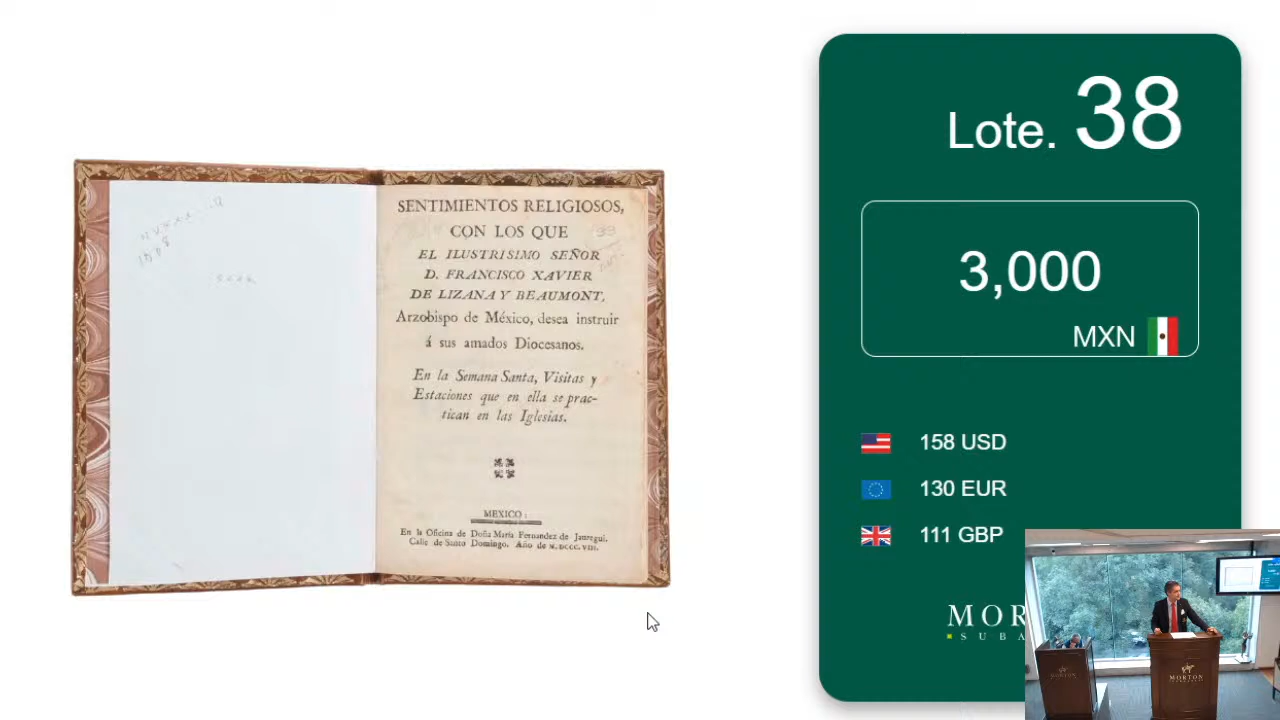 SENTIMIENTOS RELIGIOSOS,
CON LOS QUE
EL ILUSTRISIMO SEÑOR
D. FRANCISCO XAVIER
DE LIZANA Y BEAUMONT,
Arzobispo de México, desea instruir
á sus amados Diocesanos.
En la Semana Santa, Visitas y
Estaciones que en ella se prac-
tican en las Iglesias.
MEXICO:
En la Oficina de Doña María Fernandez de Jauregui.
Calle de Santo Domingo. Año de M.DCCC.VIII.
Lote. 38
3,000
MXN
158 USD
130 EUR
111 GBP
MOR
SUBA
MORTON